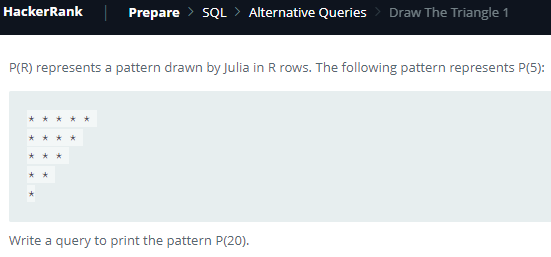 HackerRank | Prepare > SQL > Alternative Queries > Draw The Triangle 1
P(R) represents a pattern drawn by Julia in R rows. The following pattern represents P(5):
* * * * *
* * * *
* * *
* *
*
Write a query to print the pattern P(20).